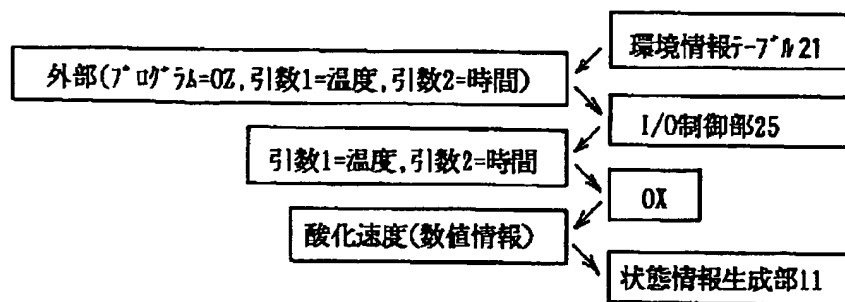 環境情報ﾃｰﾌﾞﾙ21
外部(ﾌﾟﾛｸﾞﾗﾑ=OZ,引数1=温度,引数2=時間)
I/O制御部25
引数1=温度,引数2=時間
OX
酸化速度(数値情報)
状態情報生成部11